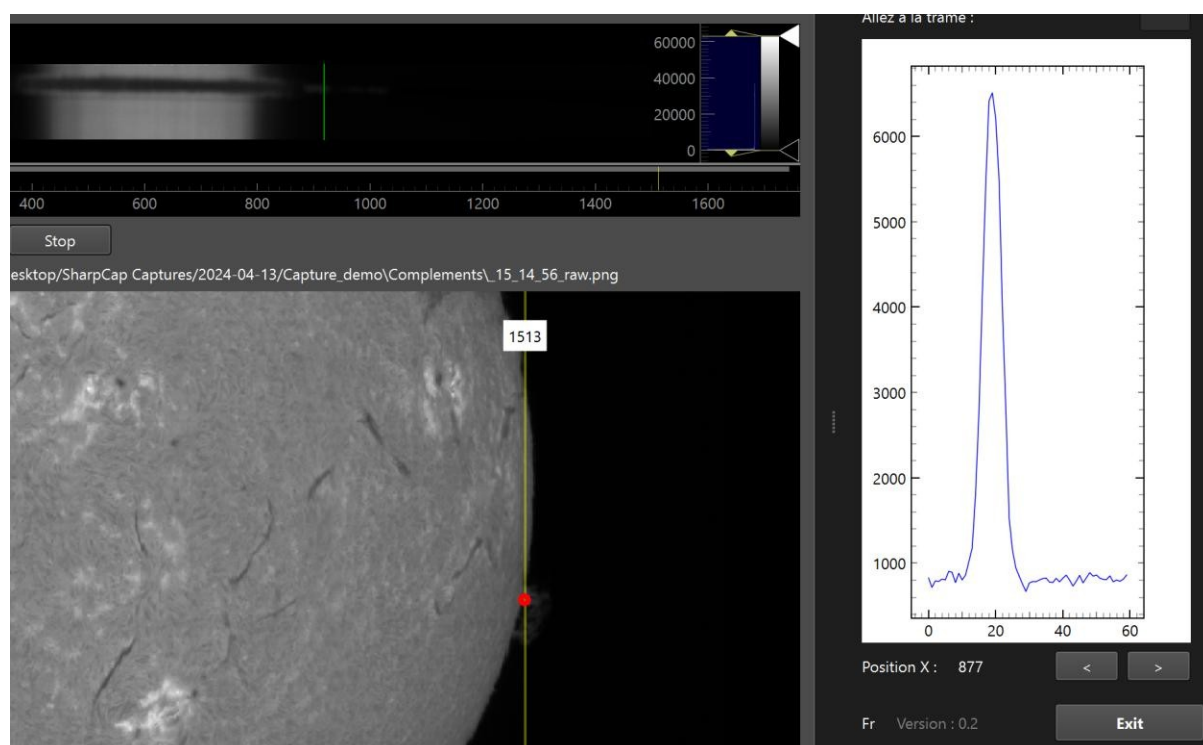 Allez à la trame :
60000
40000
20000
0
400 600 800 1000 1200 1400 1600
Stop
esktop/SharpCap Captures/2024-04-13/Capture_demo\Complements\_15_14_56_raw.png
1513
6000
5000
4000
3000
2000
1000
0 20 40 60
Position X : 877 < >
Fr Version : 0.2 Exit